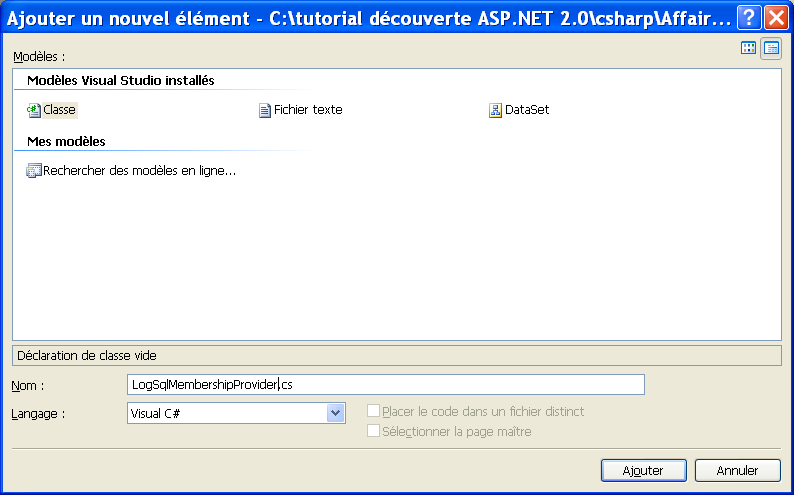 Ajouter un nouvel élément - C:\tutorial découverte ASP.NET 2.0\csharp\Affair...
Modèles :
Modèles Visual Studio installés
Classe
Fichier texte
DataSet
Mes modèles
Rechercher des modèles en ligne...
Déclaration de classe vide
Nom :
LogSqlMembershipProvider.cs
Langage :
Visual C#
Placer le code dans un fichier distinct
Sélectionner la page maître
Ajouter
Annuler